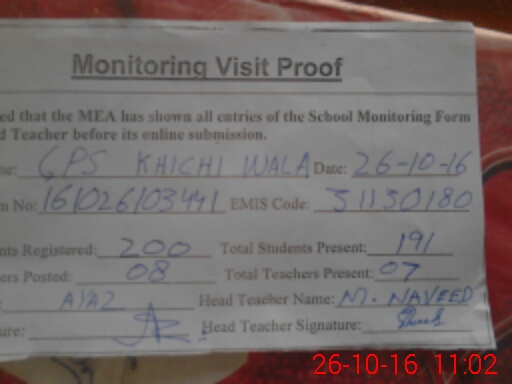 Monitoring Visit Proof
ed that the MEA has shown all entries of the School Monitoring Form
d Teacher before its online submission.
ne: GPS KHICHI WALA Date: 26-10-16
n No: 161026103441 EMIS Code: 31130180
nts Registered: 200 Total Students Present: 191
ers Posted: 08 Total Teachers Present: 07
: AYAZ Head Teacher Name: M. NAVEED
ure: Head Teacher Signature:
26-10-16 11:02